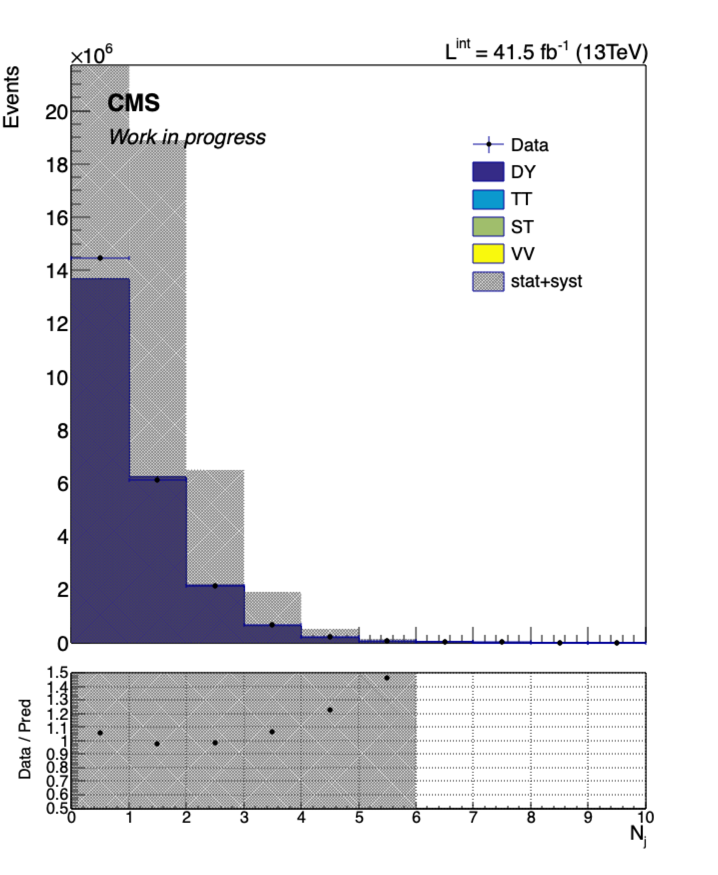 ×10⁶
L^int = 41.5 fb⁻¹ (13TeV)
Events
CMS
Work in progress
20
18
16
14
12
10
8
6
4
2
0
Data
DY
TT
ST
VV
stat+syst
Data / Pred
1.5
1.4
1.3
1.2
1.1
1
0.9
0.8
0.7
0.6
0.5
0 1 2 3 4 5 6 7 8 9 10
N_j